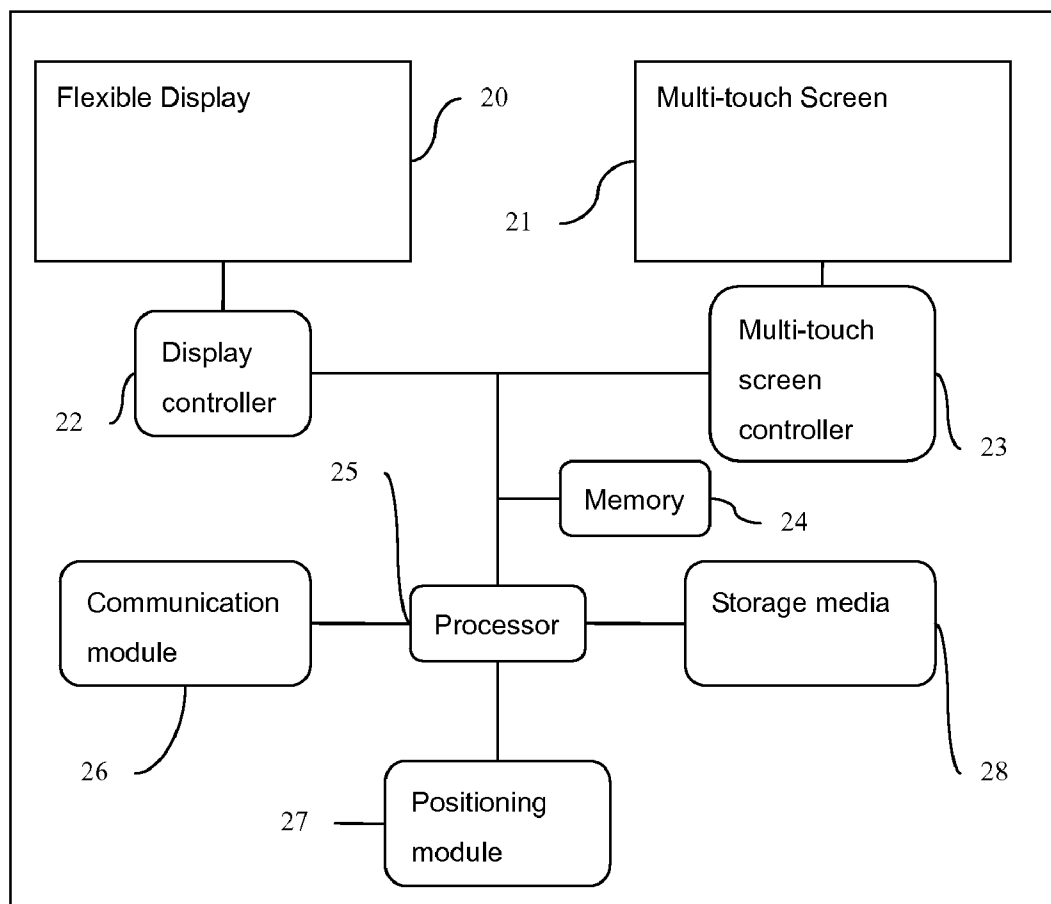 Flexible Display
20
Multi-touch Screen
21
Display
controller
22
Multi-touch
screen
controller
23
25
Memory
24
Communication
module
26
Processor
Storage media
28
Positioning
module
27